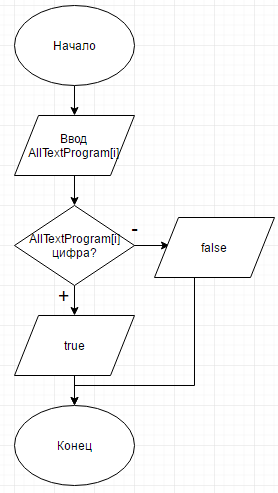 Начало
Ввод
AllTextProgram[i]
AllTextProgram[i]
цифра?
-
false
+
true
Конец